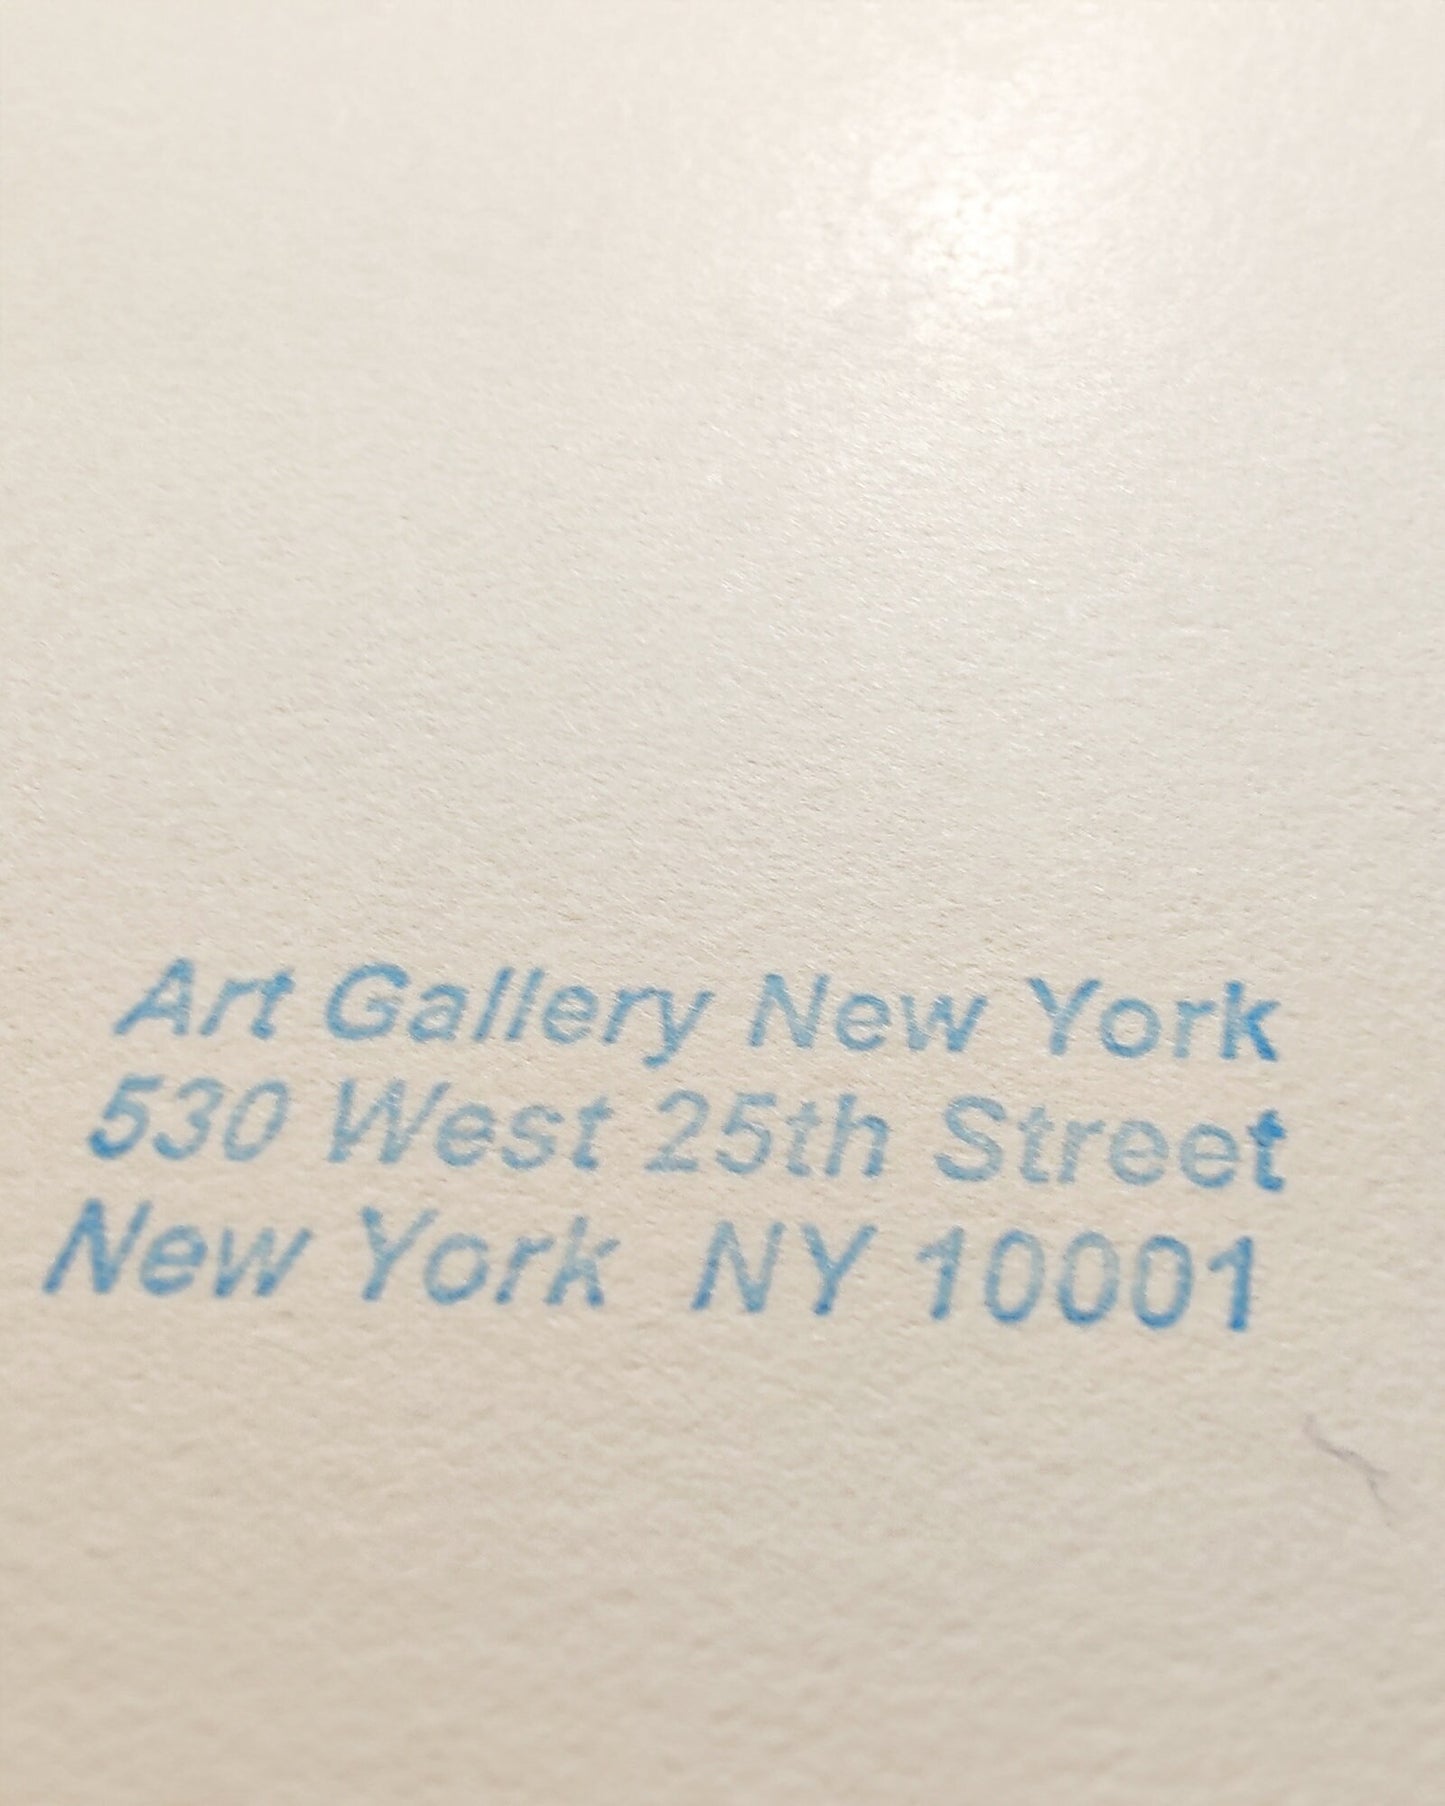 Art Gallery New York
530 West 25th Street
New York  NY 10001